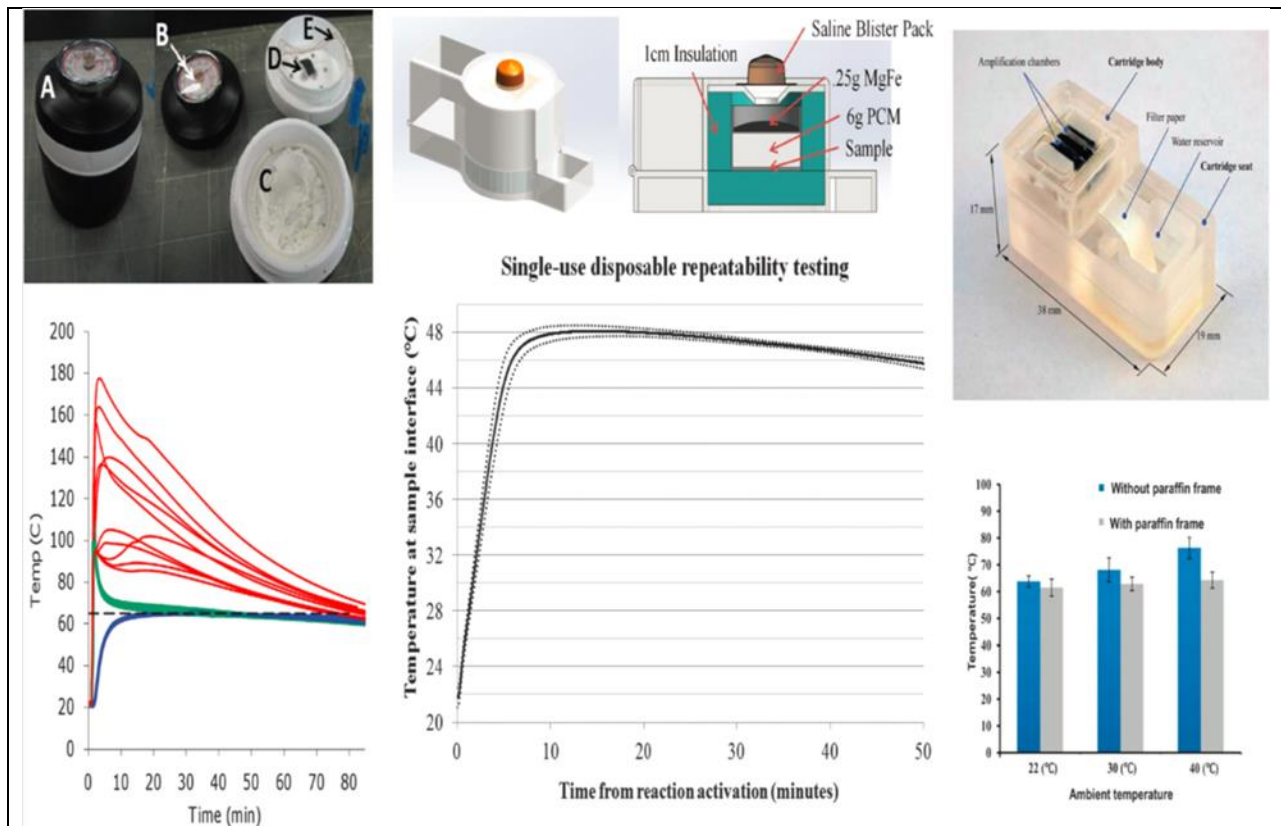 A
B
E
D
C
Saline Blister Pack
1cm Insulation
25g MgFe
6g PCM
Sample
Amplification chambers
Cartridge body
Filter paper
Water reservoir
Cartridge seat
17 mm
38 mm
19 mm
200
180
160
140
120
100
80
60
40
20
0
Temp (C)
0 10 20 30 40 50 60 70 80
Time (min)
Single-use disposable repeatability testing
48
44
40
36
32
28
24
20
Temperature at sample interface (°C)
0 10 20 30 40 50
Time from reaction activation (minutes)
100
90
80
70
60
50
40
30
20
10
0
Temperature( °C)
Without paraffin frame
With paraffin frame
22 (°C) 30 (°C) 40 (°C)
Ambient temperature